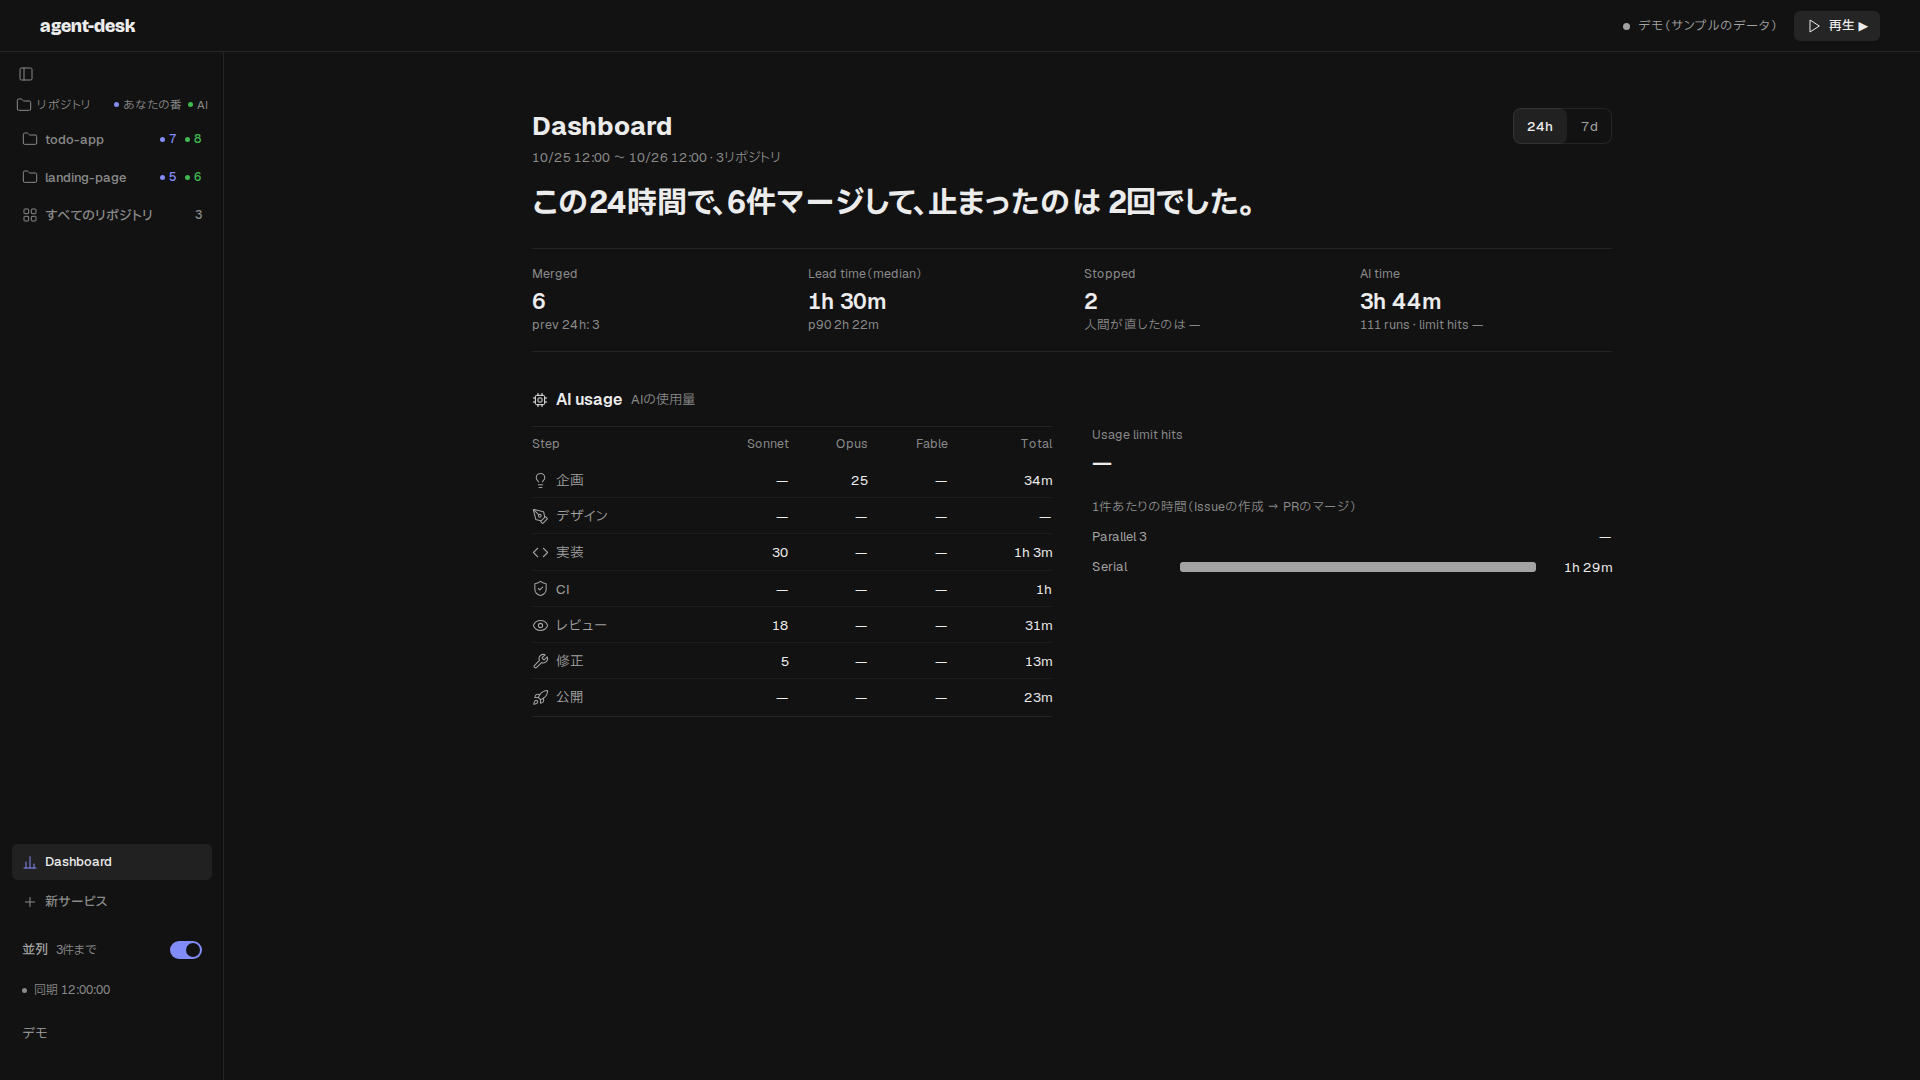 agent-desk
デモ（サンプルのデータ）
再生 ▶
リポジトリ
あなたの番
AI
todo-app 7 8
landing-page 5 6
すべてのリポジトリ 3
Dashboard
新サービス
並列 3件まで
同期 12:00:00
デモ
Dashboard
24h 7d
10/25 12:00 〜 10/26 12:00 · 3リポジトリ
この24時間で、6件マージして、止まったのは 2回でした。
Merged
6
prev 24h: 3
Lead time（median）
1h 30m
p90 2h 22m
Stopped
2
人間が直したのは —
AI time
3h 44m
111 runs · limit hits —
AI usage AIの使用量
Step Sonnet Opus Fable Total
企画 — 25 — 34m
デザイン — — — —
実装 30 — — 1h 3m
CI — — — 1h
レビュー 18 — — 31m
修正 5 — — 13m
公開 — — — 23m
Usage limit hits
—
1件あたりの時間（Issueの作成 → PRのマージ）
Parallel 3 —
Serial 1h 29m